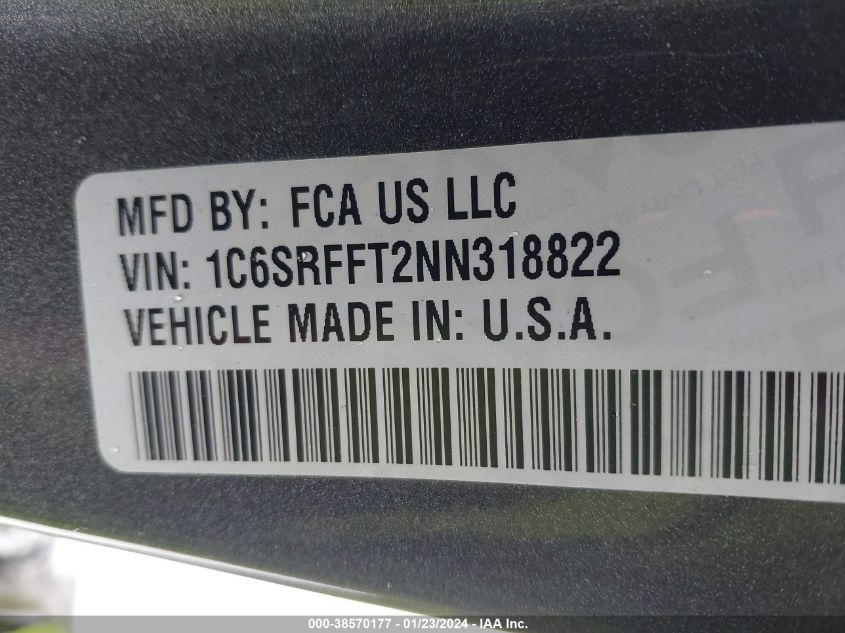 MFD BY: FCA US LLC
VIN: 1C6SRFFT2NN318822
VEHICLE MADE IN: U.S.A.
000-38570177 - 01/23/2024 - IAA Inc.